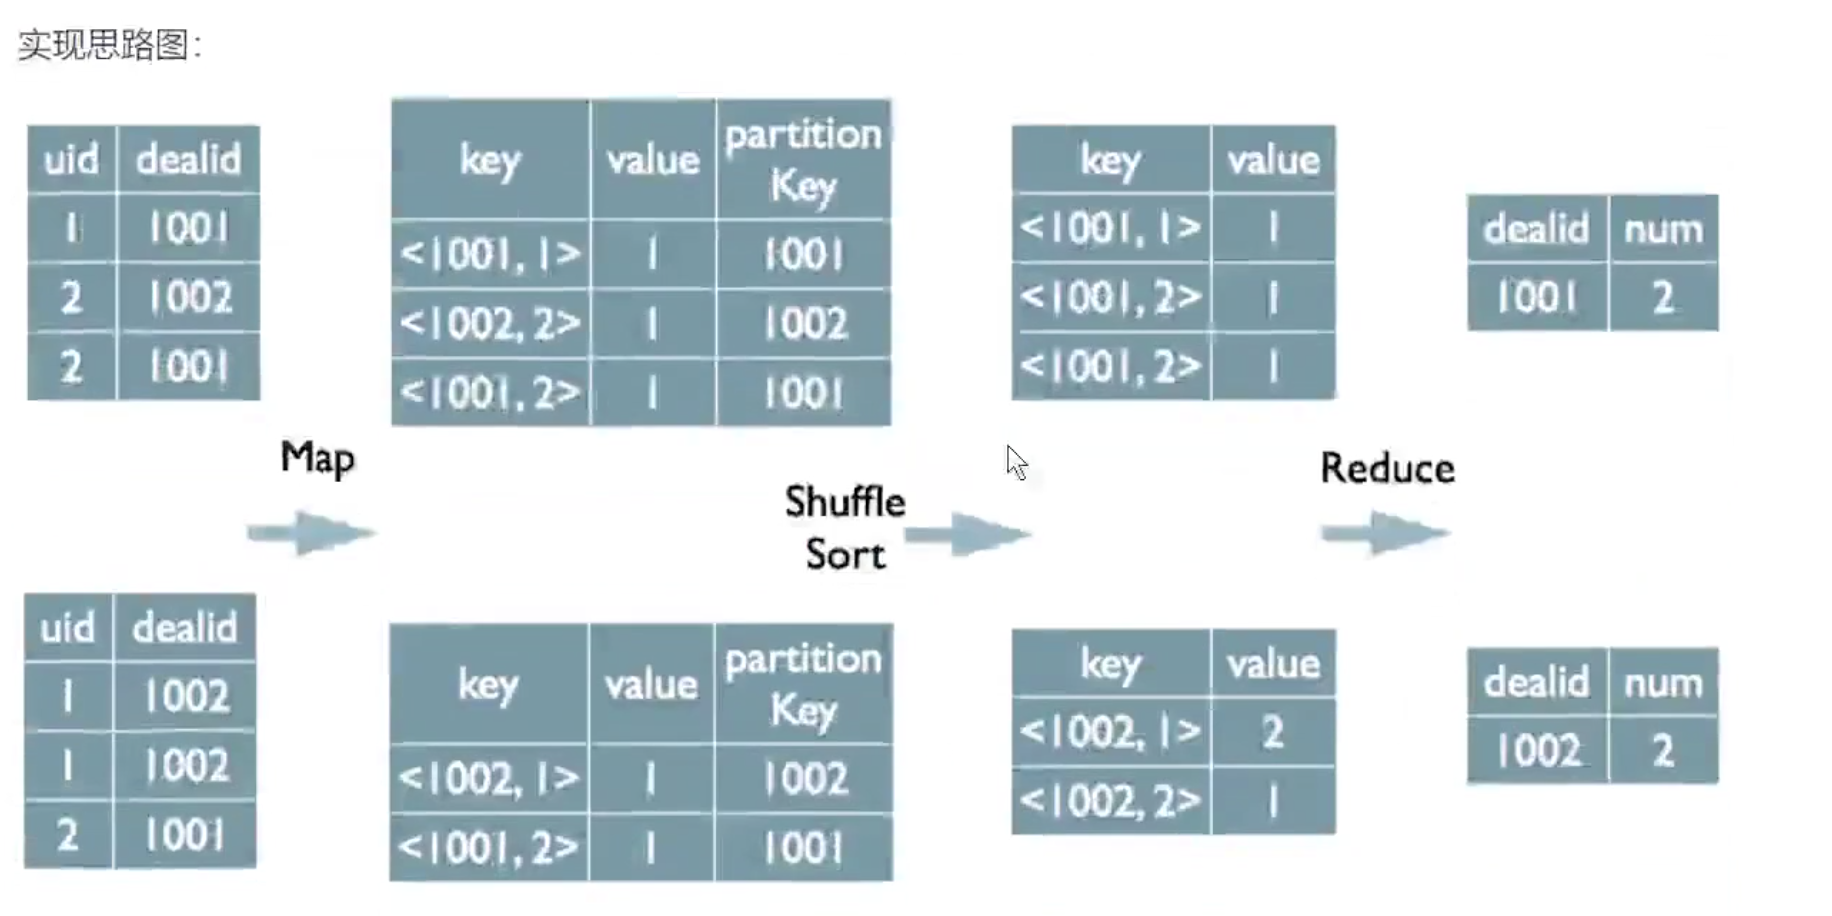 实现思路图：
uid dealid
1 1001
2 1002
2 1001
key value partition Key
<1001, 1> 1 1001
<1002, 2> 1 1002
<1001, 2> 1 1001
key value
<1001, 1> 1
<1001, 2> 1
<1001, 2> 1
dealid num
1001 2
Map
Shuffle
Sort
Reduce
uid dealid
1 1002
1 1002
2 1001
key value partition Key
<1002, 1> 1 1002
<1001, 2> 1 1001
key value
<1002, 1> 2
<1002, 2> 1
dealid num
1002 2